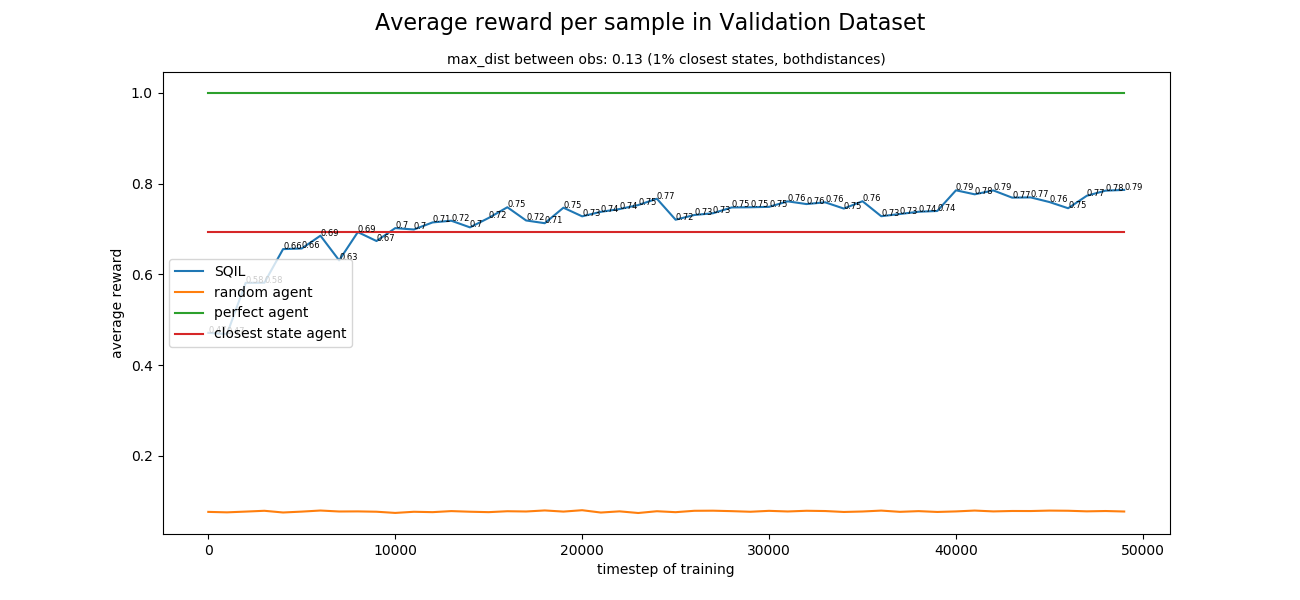 Average reward per sample in Validation Dataset
max_dist between obs: 0.13 (1% closest states, bothdistances)
1.0
0.8
0.6
0.4
0.2
average reward
0.58 0.58
0.66 0.66 0.69 0.63 0.69 0.67 0.7 0.7 0.71 0.72 0.7 0.72 0.75 0.72 0.71 0.75 0.73 0.74 0.74 0.75 0.77 0.72 0.73 0.73 0.75 0.75 0.75 0.76 0.76 0.76 0.75 0.76 0.73 0.73 0.74 0.74 0.79 0.78 0.79 0.77 0.77 0.76 0.75 0.77 0.78 0.79
SQIL
random agent
perfect agent
closest state agent
0 10000 20000 30000 40000 50000
timestep of training